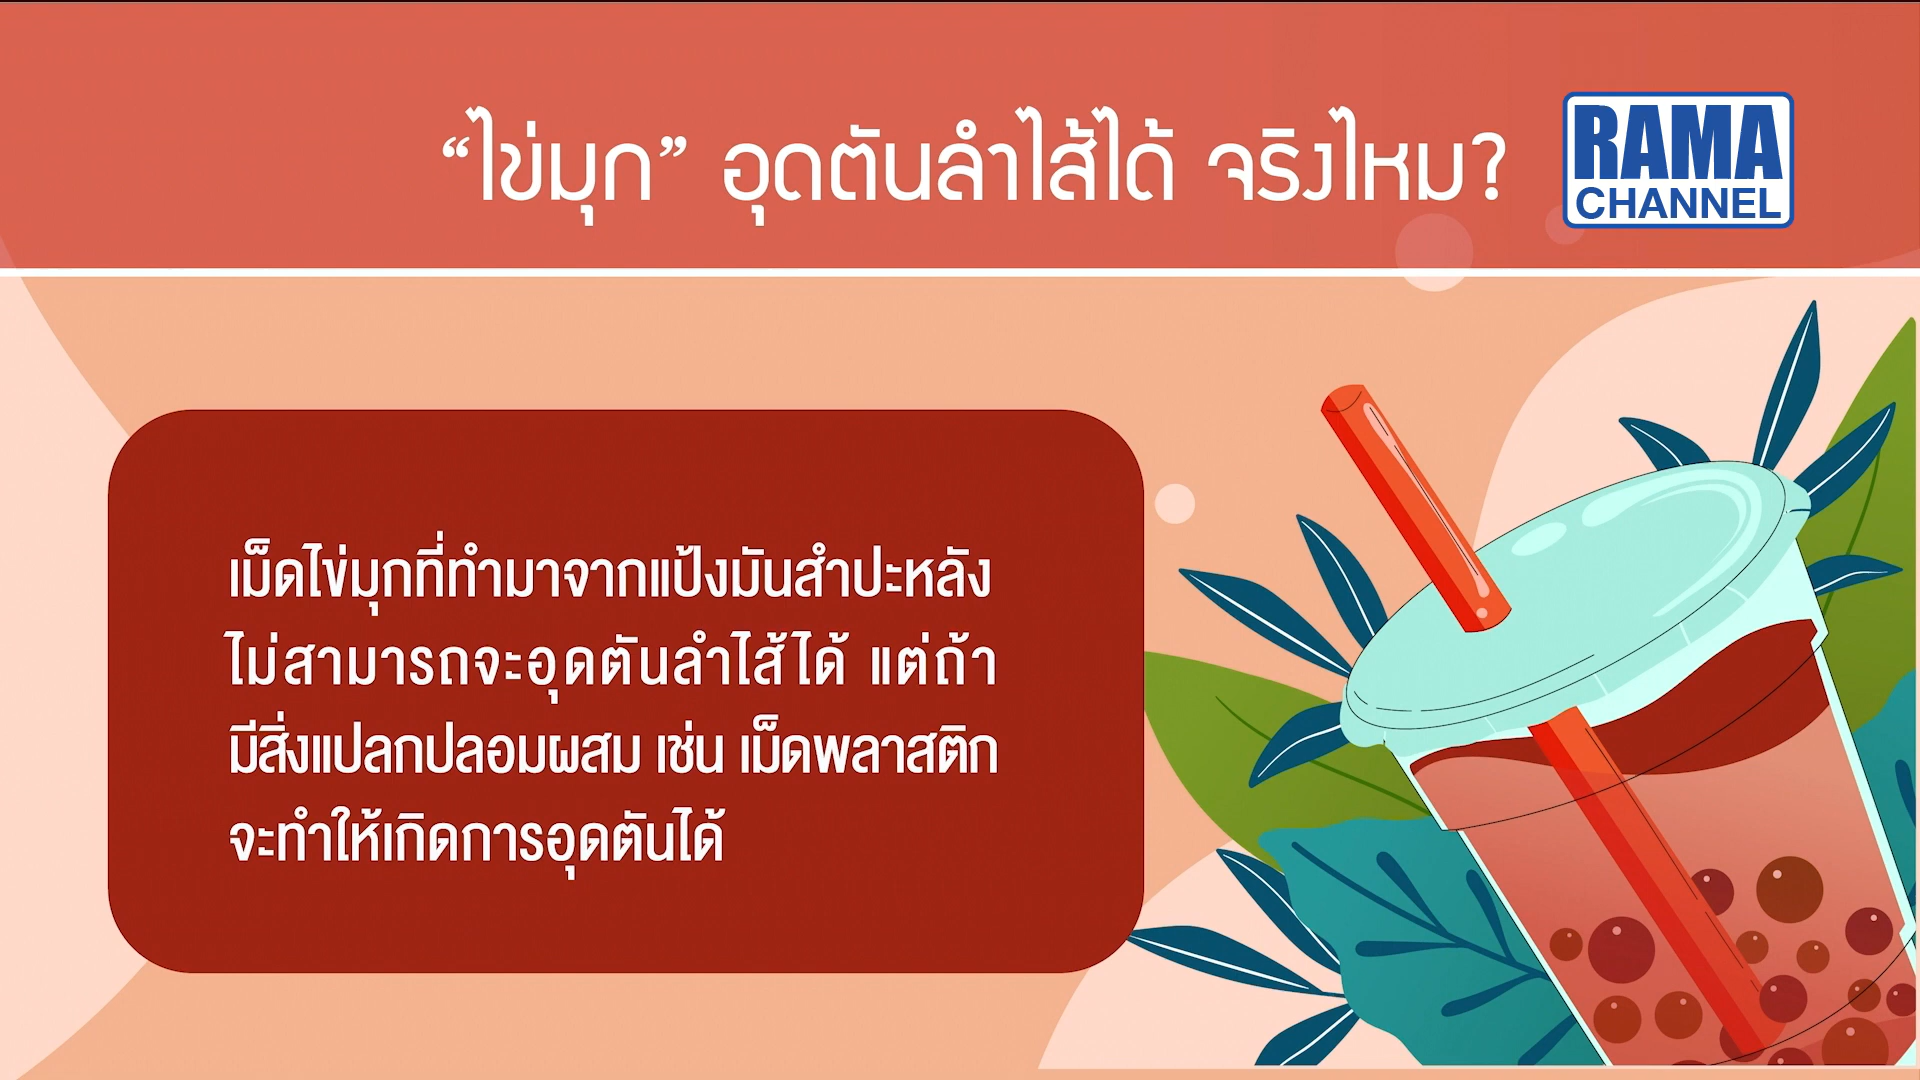 “ไข่มุก” อุดตันลำไส้ได้ จริงไหม?
RAMA
CHANNEL
เม็ดไข่มุกที่ทำมาจากแป้งมันสำปะหลัง
ไม่สามารถจะอุดตันลำไส้ได้ แต่ถ้า
มีสิ่งแปลกปลอมผสม เช่น เม็ดพลาสติก
จะทำให้เกิดการอุดตันได้